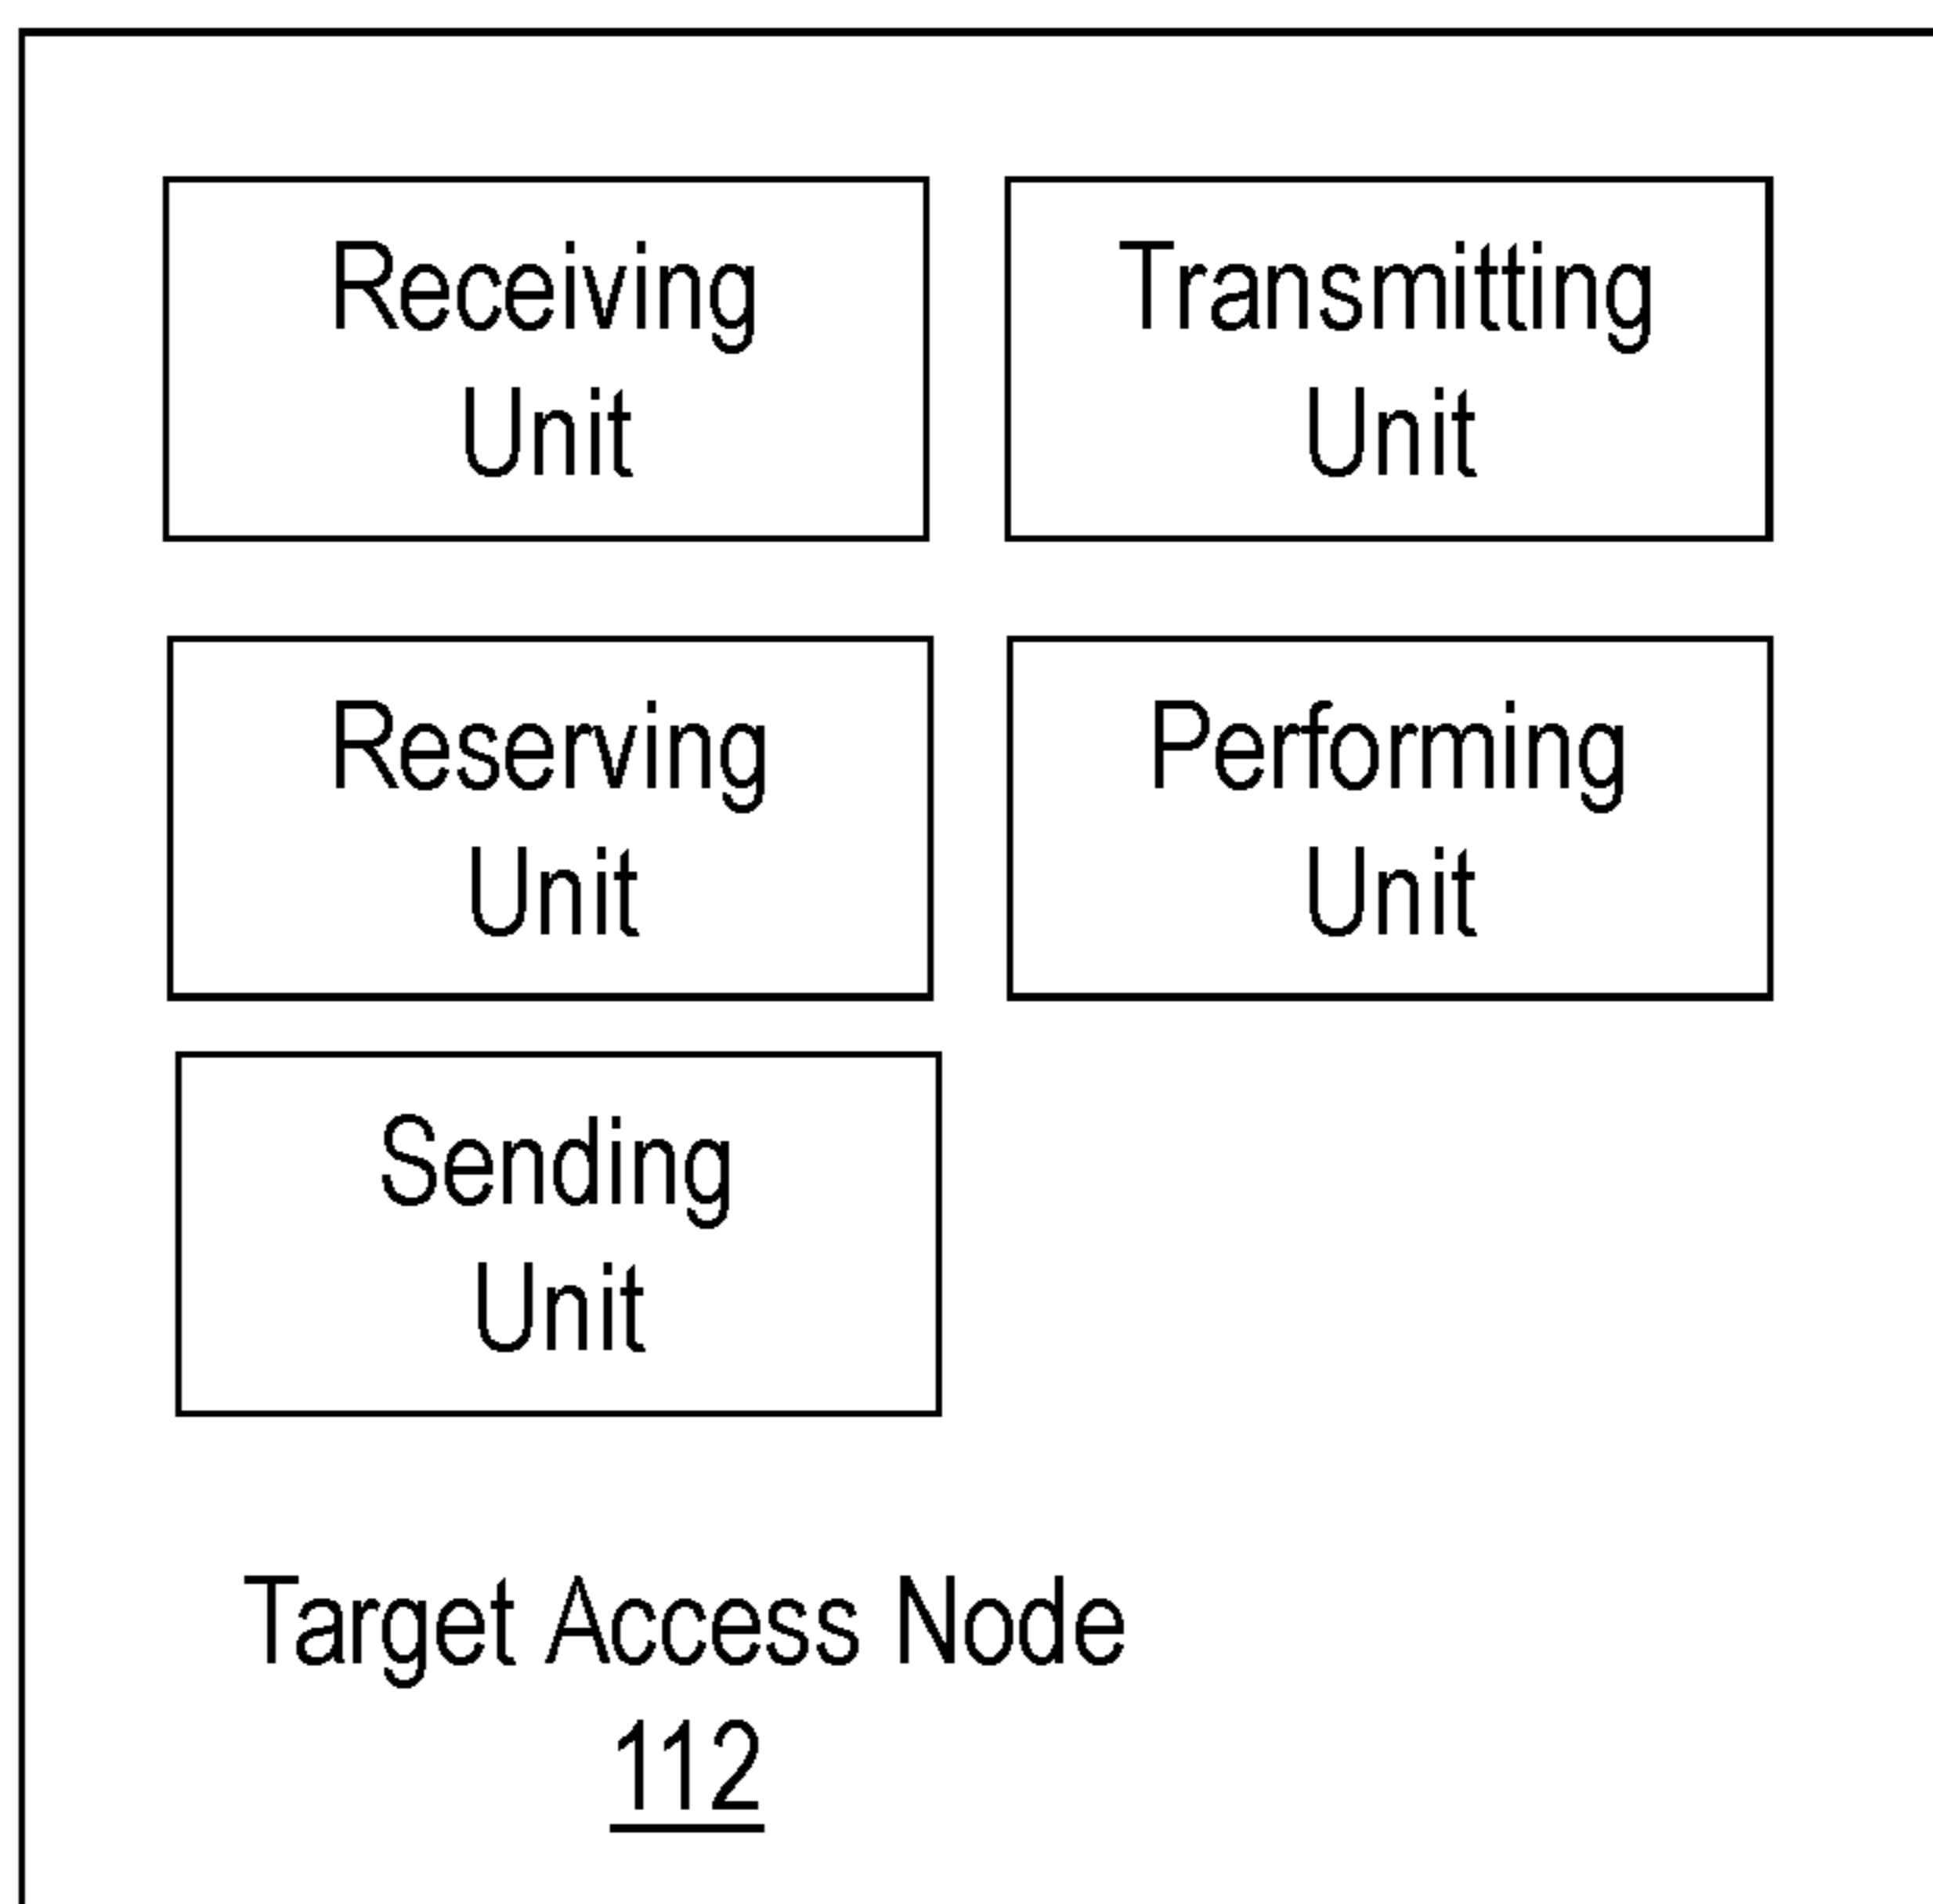 Receiving
Unit
Transmitting
Unit
Reserving
Unit
Performing
Unit
Sending
Unit
Target Access Node
112